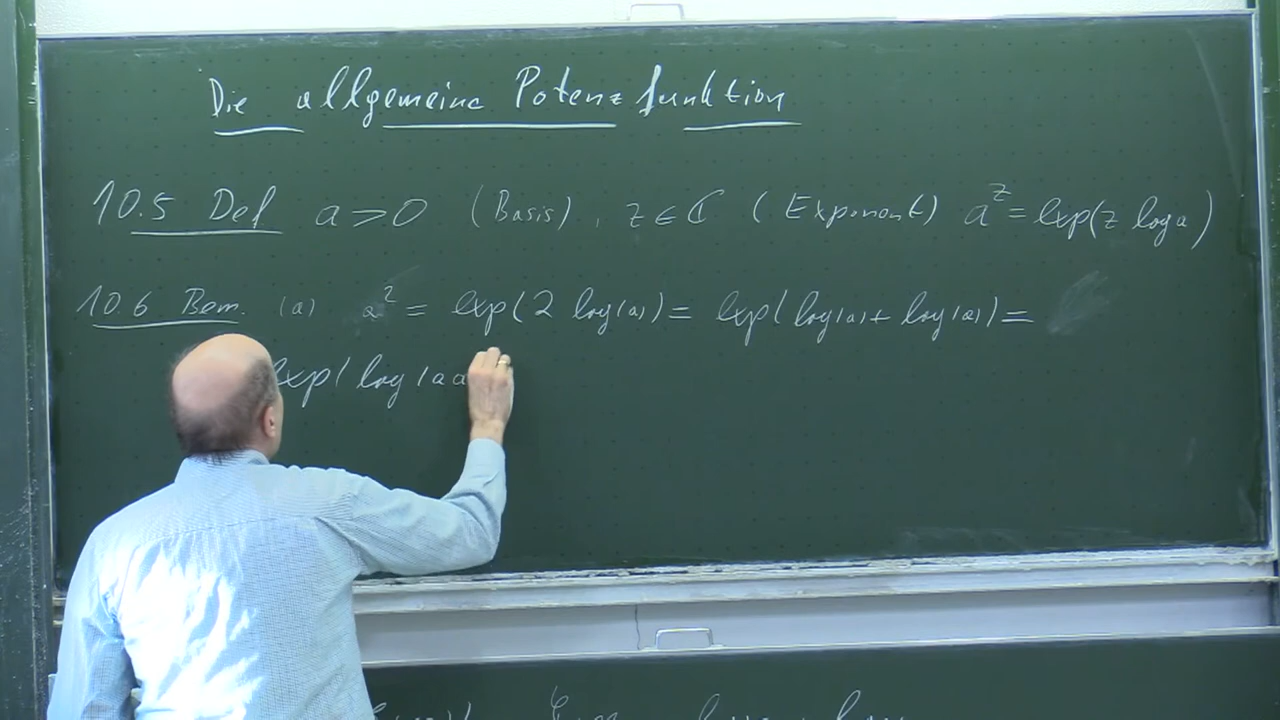 Die allgemeine Potenzfunktion
10.5 Def a>0 (Basis), z∈ℂ (Exponent) a^z = exp(z log a)
10.6 Bem. (a) a² = exp(2 log(a)) = exp(log(a)+log(a)) =
exp(log(aa